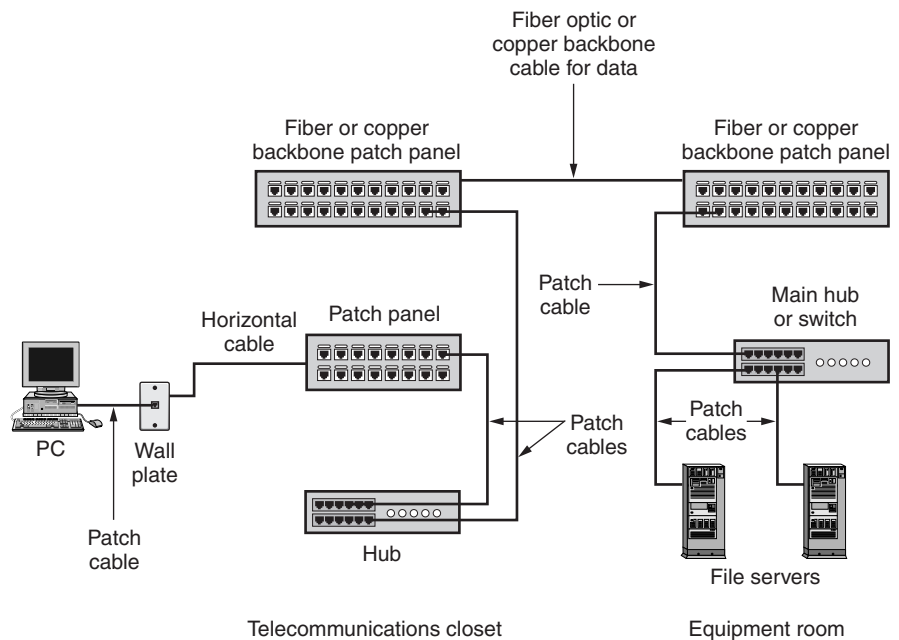 Fiber optic or
copper backbone
cable for data
Fiber or copper
backbone patch panel
Fiber or copper
backbone patch panel
Patch
cable
Main hub
or switch
Horizontal
cable
Patch panel
PC
Wall
plate
Patch
cables
Patch
cables
Patch
cable
Hub
File servers
Telecommunications closet
Equipment room